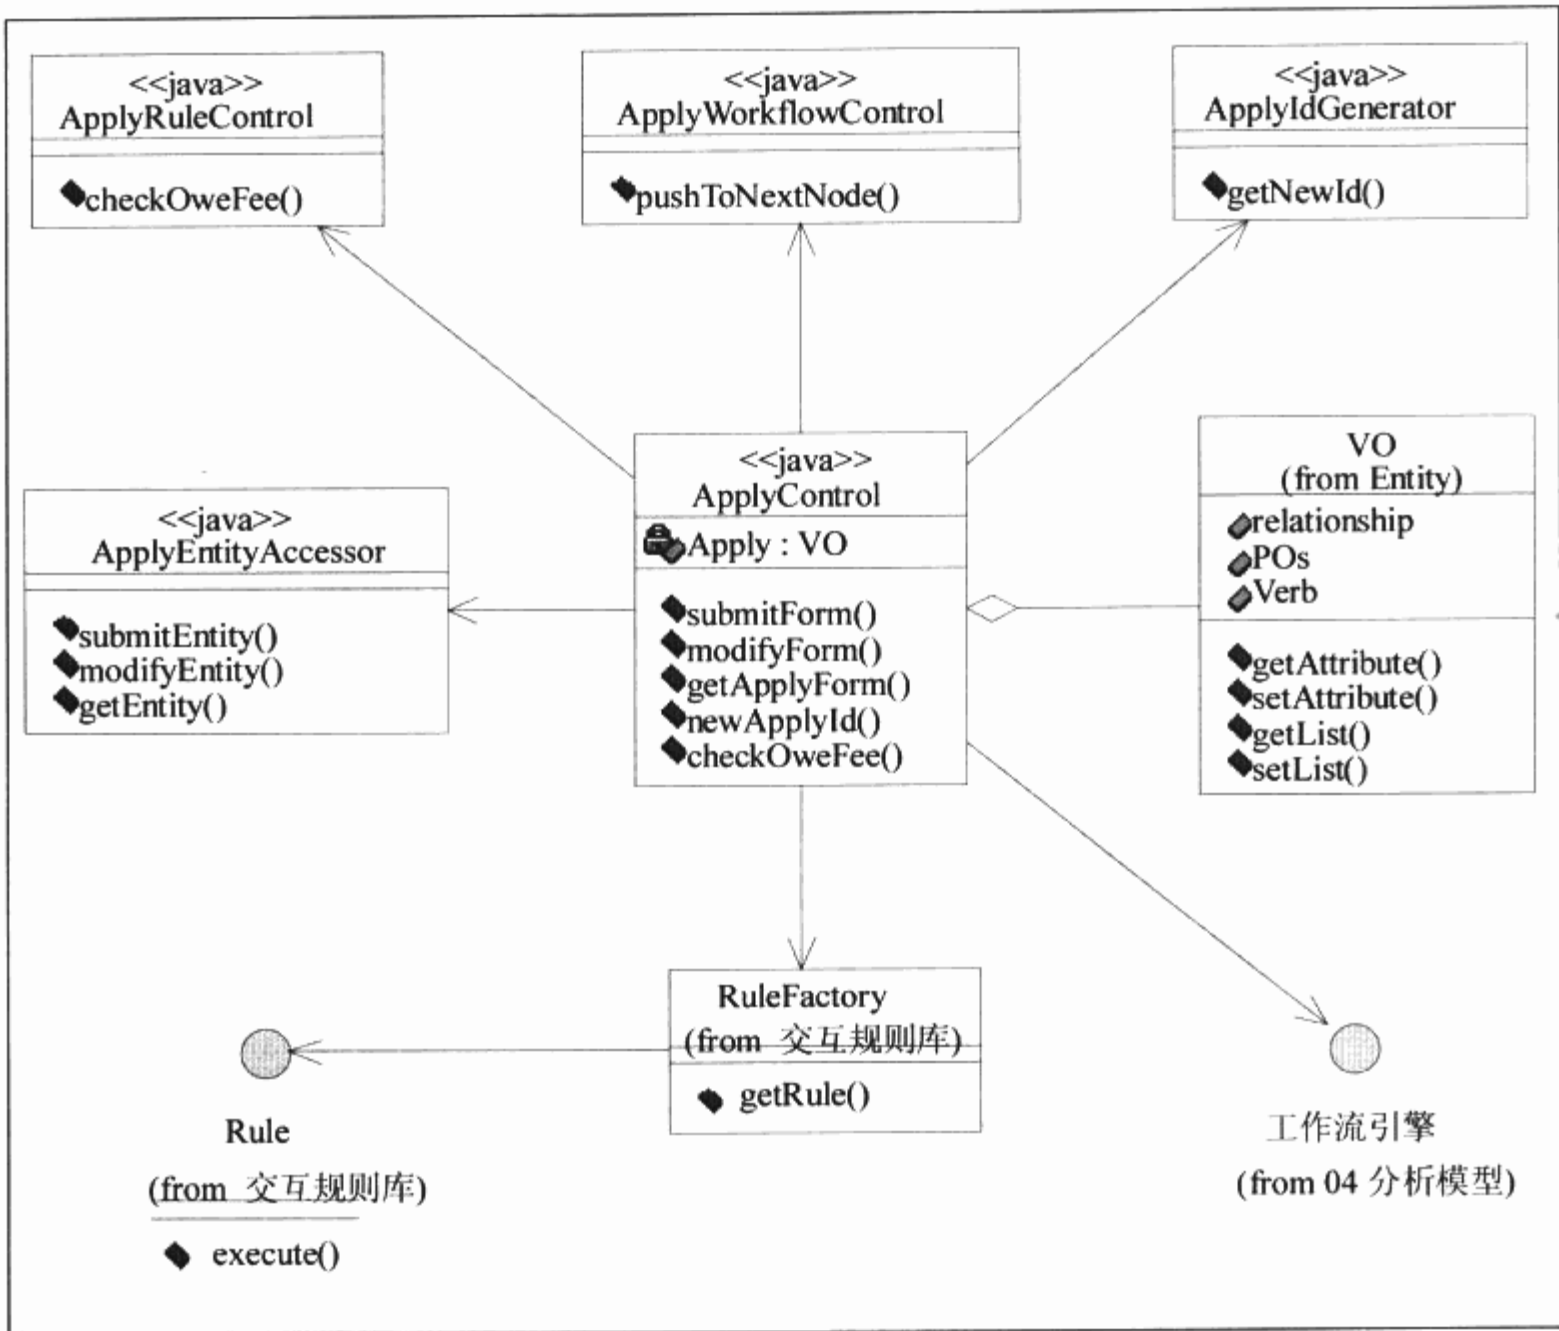 <<java>>
ApplyRuleControl
checkOweFee()
<<java>>
ApplyWorkflowControl
pushToNextNode()
<<java>>
ApplyIdGenerator
getNewId()
<<java>>
ApplyEntityAccessor
submitEntity()
modifyEntity()
getEntity()
<<java>>
ApplyControl
Apply : VO
submitForm()
modifyForm()
getApplyForm()
newApplyId()
checkOweFee()
VO
(from Entity)
relationship
POs
Verb
getAttribute()
setAttribute()
getList()
setList()
RuleFactory
(from 交互规则库)
getRule()
Rule
(from 交互规则库)
execute()
工作流引擎
(from 04 分析模型)